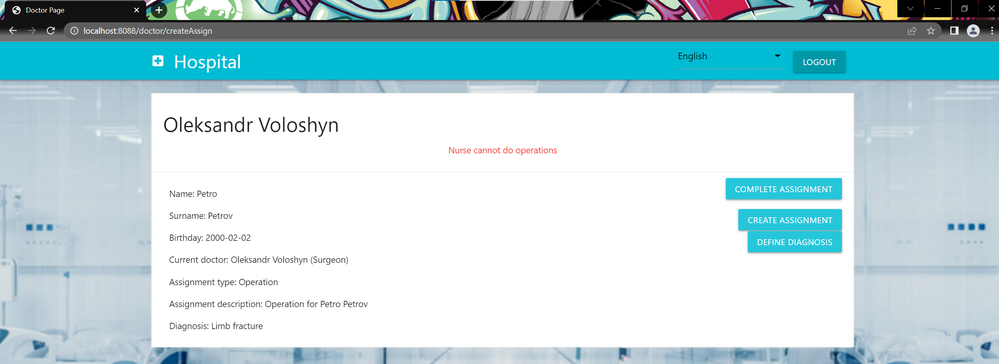 Doctor Page
localhost:8088/doctor/createAssign
Hospital
English
LOGOUT
Oleksandr Voloshyn
Nurse cannot do operations
COMPLETE ASSIGNMENT
Name: Petro
Surname: Petrov
CREATE ASSIGNMENT
Birthday: 2000-02-02
DEFINE DIAGNOSIS
Current doctor: Oleksandr Voloshyn (Surgeon)
Assignment type: Operation
Assignment description: Operation for Petro Petrov
Diagnosis: Limb fracture